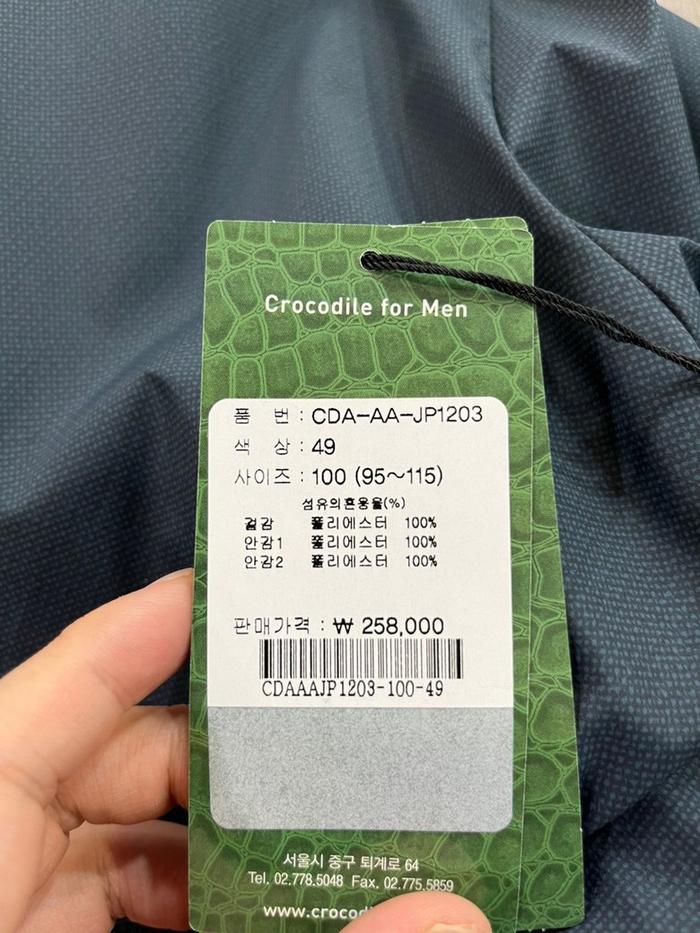 Crocodile for Men
품 번 : CDA-AA-JP1203
색 상 : 49
사이즈 : 100 (95~115)
섬유의혼용율(%)
겉감 폴리에스터 100%
안감1 폴리에스터 100%
안감2 폴리에스터 100%
판매가격 : ₩ 258,000
CDAAAJP1203-100-49
서울시 중구 퇴계로 64
Tel. 02.778.5048 Fax. 02.775.5859
www.crocodi